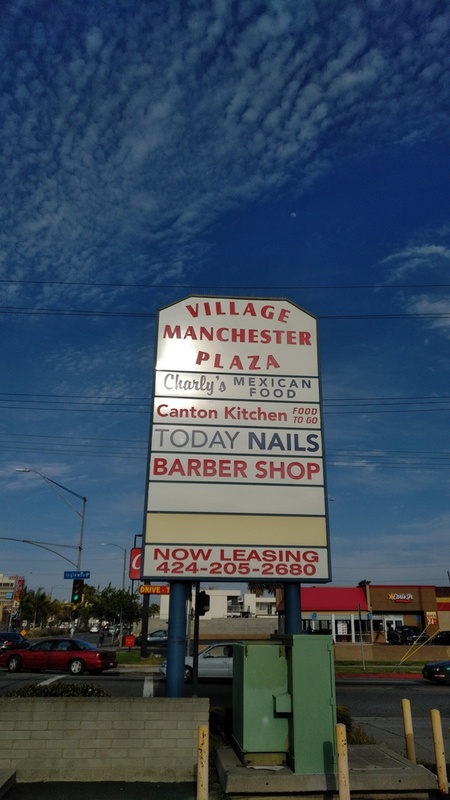 VILLAGE
MANCHESTER
PLAZA
Charly's MEXICAN
FOOD
Canton Kitchen FOOD
TO GO
TODAY NAILS
BARBER SHOP
NOW LEASING
424-205-2680
DRIVE-T